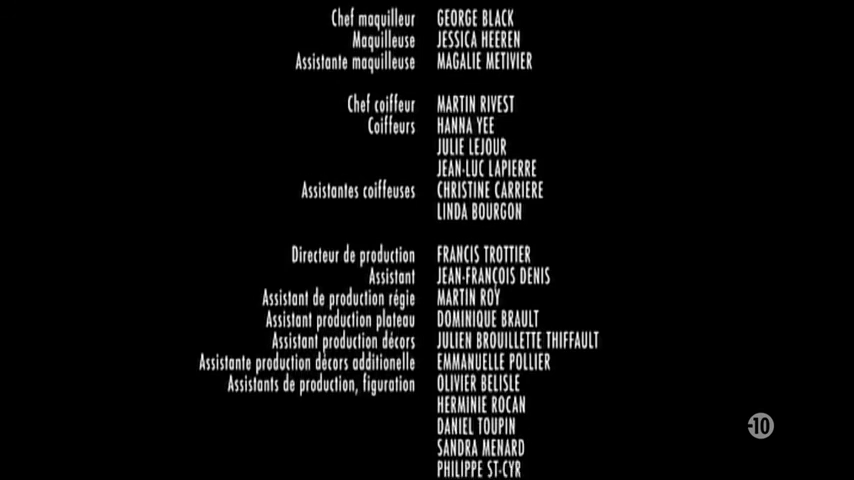 Chef maquilleur GEORGE BLACK
Maquilleuse JESSICA HEEREN
Assistante maquilleuse MAGALIE METIVIER
Chef coiffeur MARTIN RIVEST
Coiffeurs HANNA YEE
JULIE LEJOUR
JEAN-LUC LAPIERRE
Assistantes coiffeuses CHRISTINE CARRIERE
LINDA BOURGON
Directeur de production FRANCIS TROTTIER
Assistant JEAN-FRANÇOIS DENIS
Assistant de production régie MARTIN ROY
Assistant production plateau DOMINIQUE BRAULT
Assistant production décors JULIEN BROUILLETTE THIFFAULT
Assistante production décors additionelle EMMANUELLE POLLIER
Assistants de production, figuration OLIVIER BELISLE
HERMINIE ROCAN
DANIEL TOUPIN
SANDRA MENARD
PHILIPPE ST-CYR
-10